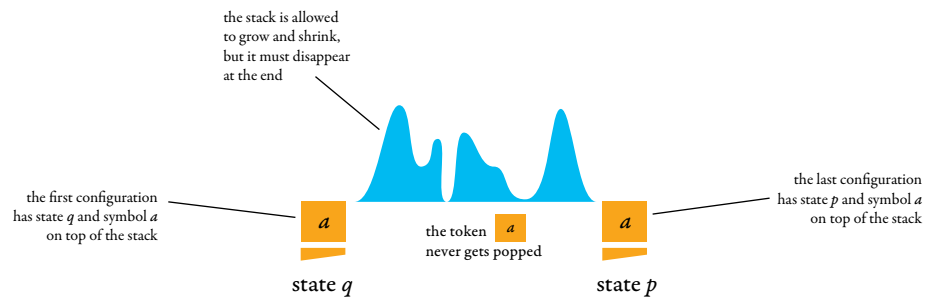 the stack is allowed
to grow and shrink,
but it must disappear
at the end
the first configuration
has state q and symbol a
on top of the stack
a
the token a
never gets popped
a
the last configuration
has state p and symbol a
on top of the stack
state q
state p